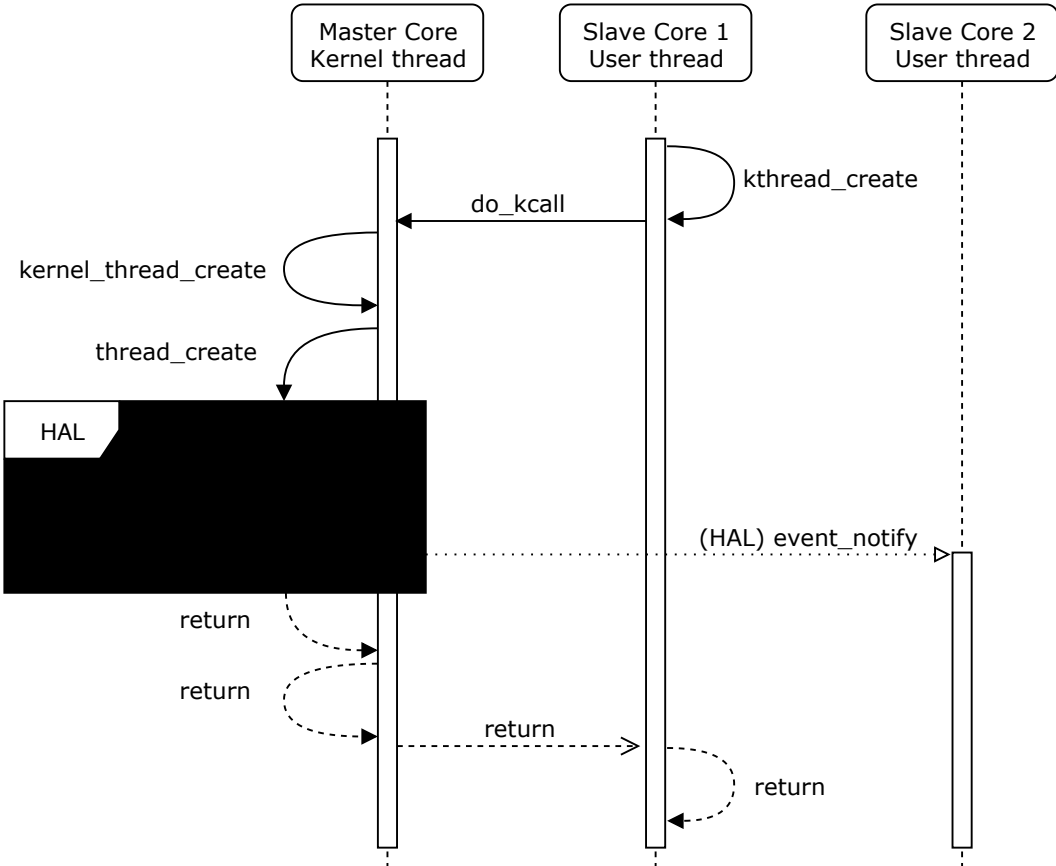 Master Core
Kernel thread
Slave Core 1
User thread
Slave Core 2
User thread
kthread_create
do_kcall
kernel_thread_create
thread_create
HAL
(HAL) event_notify
return
return
return
return